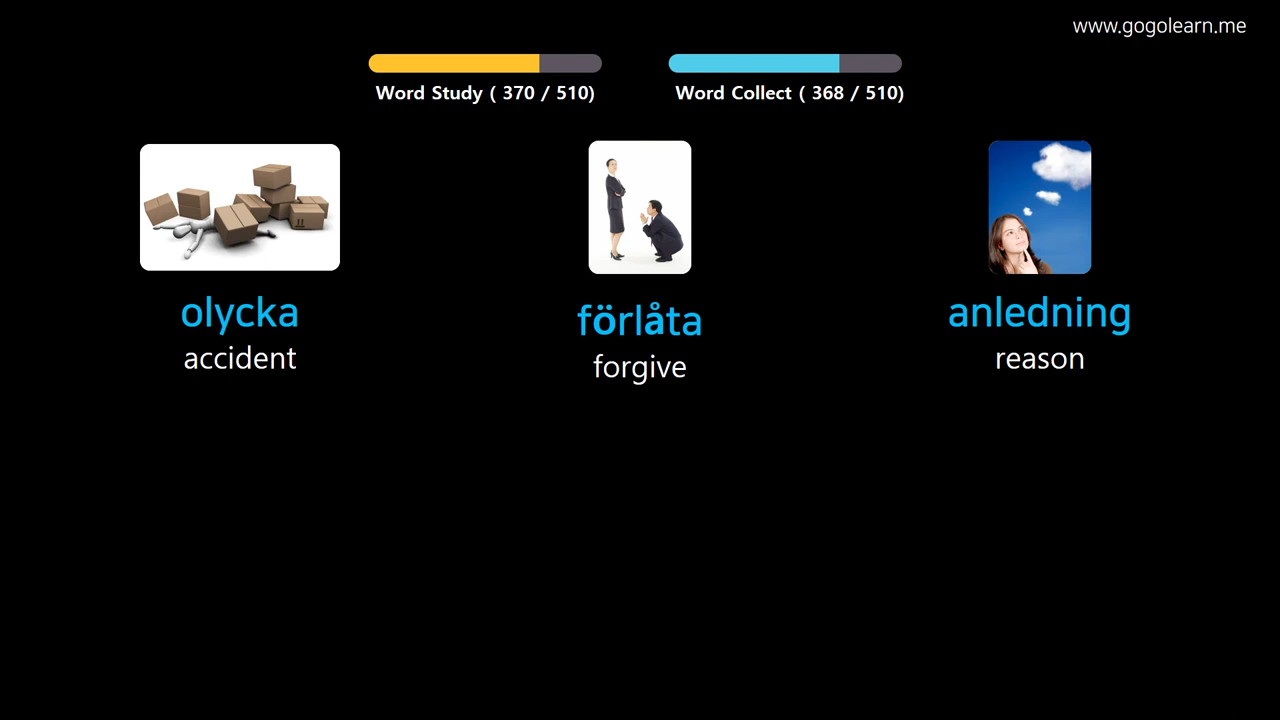 www.gogolearn.me
Word Study ( 370 / 510)
Word Collect ( 368 / 510)
olycka
accident
förlåta
forgive
anledning
reason